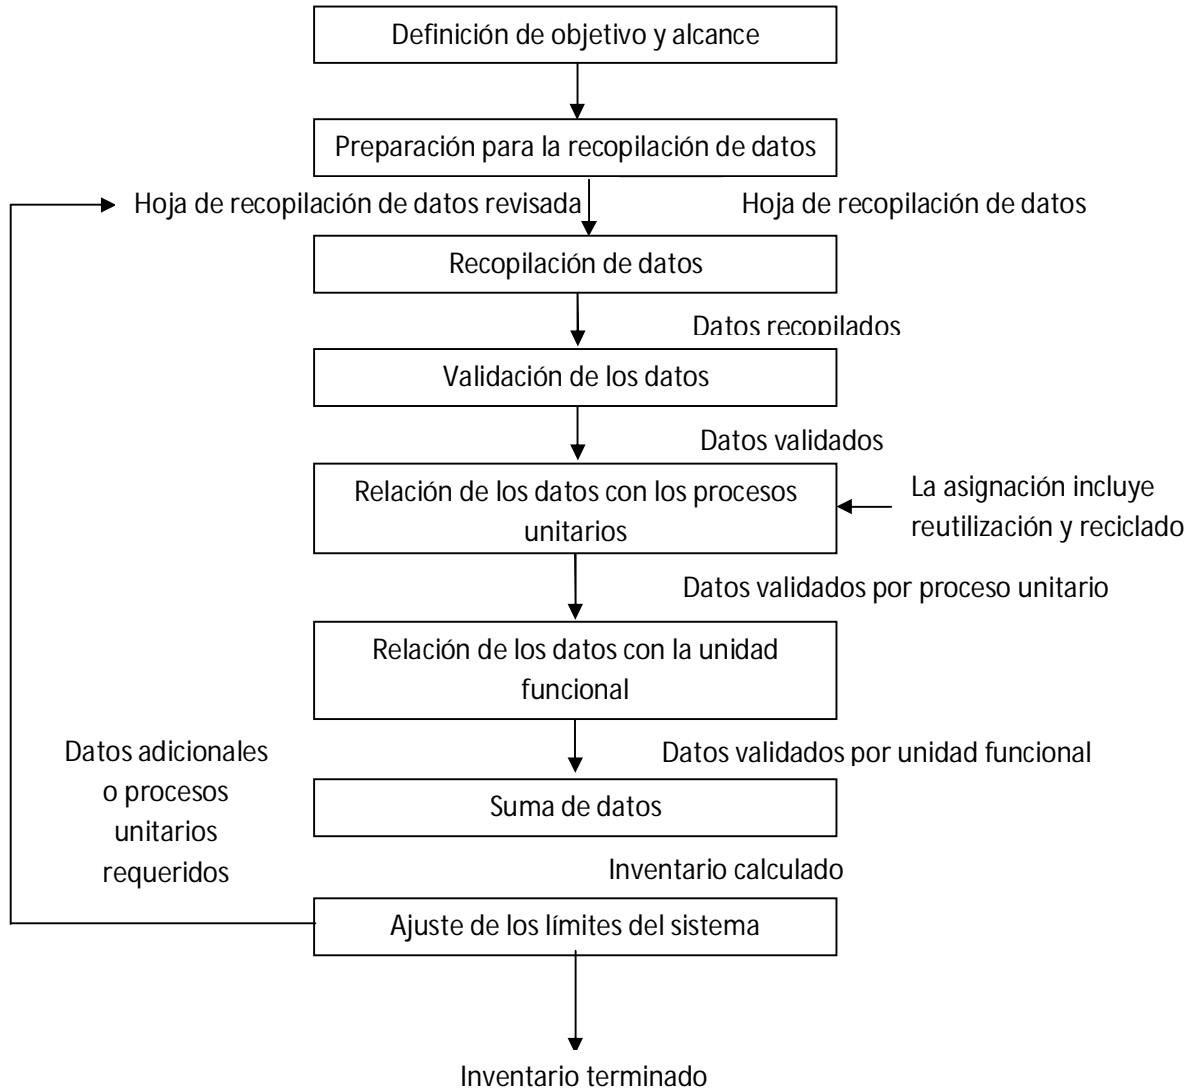 Definición de objetivo y alcance
Preparación para la recopilación de datos
Hoja de recopilación de datos revisada
Hoja de recopilación de datos
Recopilación de datos
Datos recopilados
Validación de los datos
Datos validados
Relación de los datos con los procesos
unitarios
La asignación incluye
reutilización y reciclado
Datos validados por proceso unitario
Relación de los datos con la unidad
funcional
Datos validados por unidad funcional
Datos adicionales
o procesos
unitarios
requeridos
Suma de datos
Inventario calculado
Ajuste de los límites del sistema
Inventario terminado